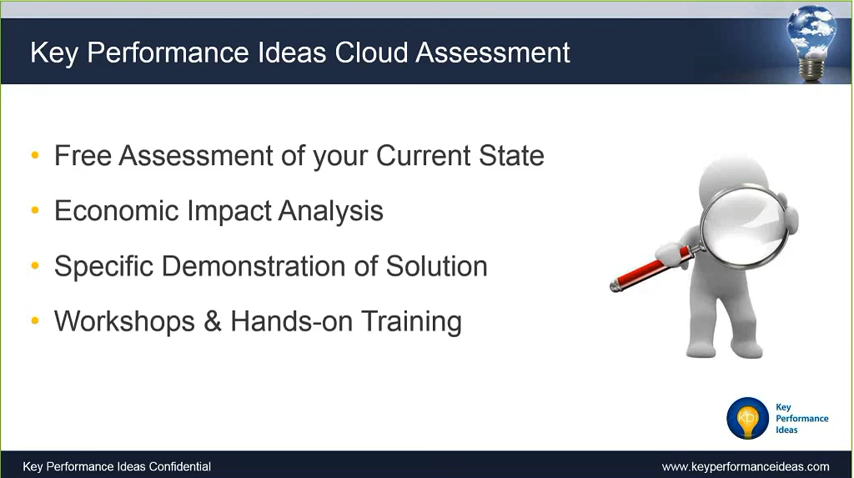 Key Performance Ideas Cloud Assessment
• Free Assessment of your Current State
• Economic Impact Analysis
• Specific Demonstration of Solution
• Workshops & Hands-on Training
kpi
Key
Performance
Ideas
Key Performance Ideas Confidential
www.keyperformanceideas.com